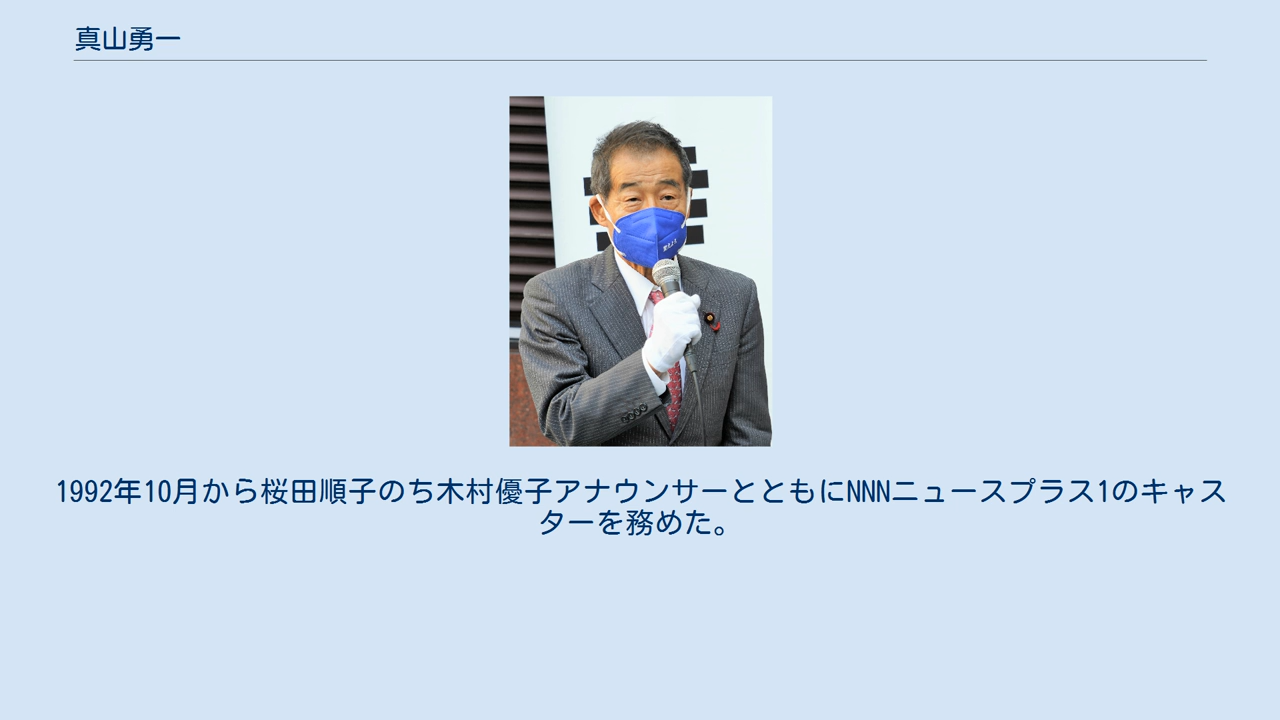 真山勇一
1992年10月から桜田順子のち木村優子アナウンサーとともにNNNニュースプラス1のキャス
ターを務めた。